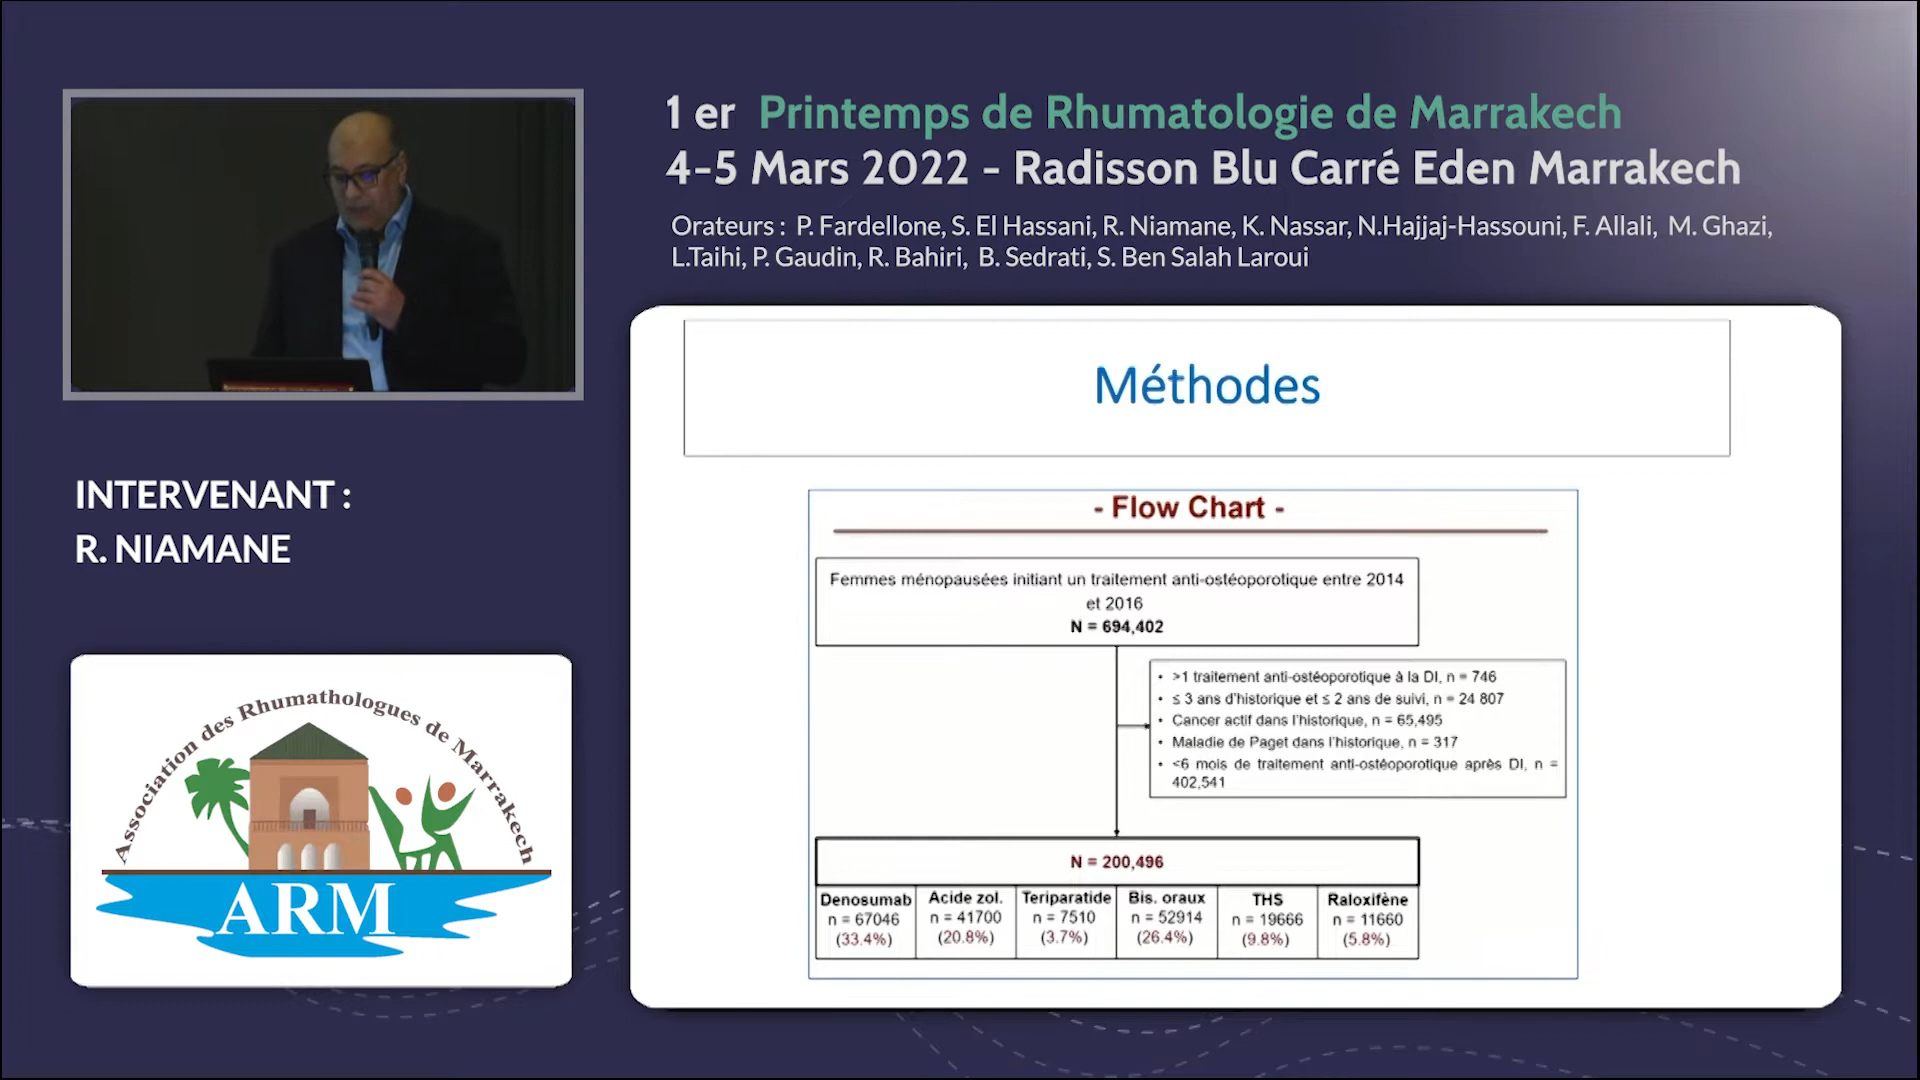 1 er Printemps de Rhumatologie de Marrakech
4-5 Mars 2022 - Radisson Blu Carré Eden Marrakech
Orateurs : P. Fardellone, S. El Hassani, R. Niamane, K. Nassar, N.Hajjaj-Hassouni, F. Allali, M. Ghazi,
L.Taihi, P. Gaudin, R. Bahiri, B. Sedrati, S. Ben Salah Laroui
INTERVENANT :
R. NIAMANE
Association des Rhumathologues de Marrakech
ARM
Méthodes
- Flow Chart -
Femmes ménopausées initiant un traitement anti-ostéoporotique entre 2014
et 2016
N = 694,402
• >1 traitement anti-ostéoporotique à la DI, n = 746
• ≤ 3 ans d'historique et ≤ 2 ans de suivi, n = 24 807
• Cancer actif dans l'historique, n = 65,495
• Maladie de Paget dans l'historique, n = 317
• <6 mois de traitement anti-ostéoporotique après DI, n =
402,541
N = 200,496
Denosumab Acide zol. Teriparatide Bis. oraux THS Raloxifène
n = 67046 n = 41700 n = 7510 n = 52914 n = 19666 n = 11660
(33.4%) (20.8%) (3.7%) (26.4%) (9.8%) (5.8%)